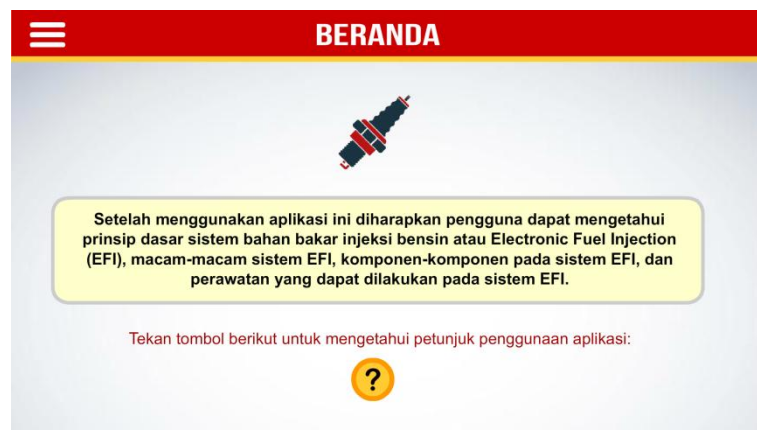 BERANDA
Setelah menggunakan aplikasi ini diharapkan pengguna dapat mengetahui
prinsip dasar sistem bahan bakar injeksi bensin atau Electronic Fuel Injection
(EFI), macam-macam sistem EFI, komponen-komponen pada sistem EFI, dan
perawatan yang dapat dilakukan pada sistem EFI.
Tekan tombol berikut untuk mengetahui petunjuk penggunaan aplikasi:
?